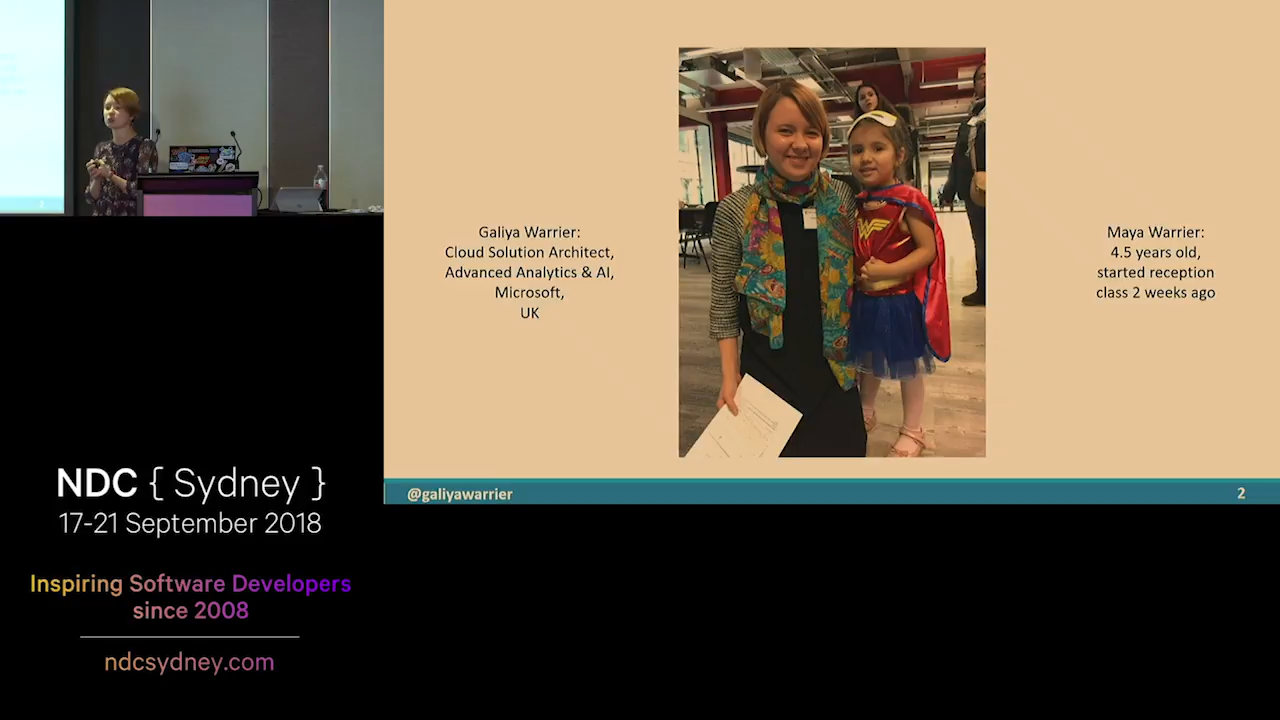 Galiya Warrier:
Cloud Solution Architect,
Advanced Analytics & AI,
Microsoft,
UK
Maya Warrier:
4.5 years old,
started reception
class 2 weeks ago
@galiyawarrier
2
NDC { Sydney }
17-21 September 2018
Inspiring Software Developers
since 2008
ndcsydney.com